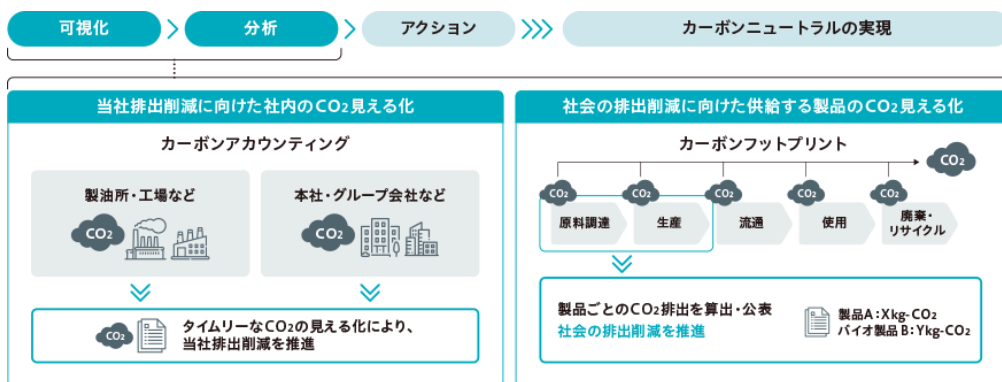 可視化
分析
アクション
カーボンニュートラルの実現
当社排出削減に向けた社内のCO₂見える化
カーボンアカウンティング
製油所・工場など
CO₂
本社・グループ会社など
CO₂
CO₂
タイムリーなCO₂の見える化により、
当社排出削減を推進
社会の排出削減に向けた供給する製品のCO₂見える化
カーボンフットプリント
CO₂
CO₂
CO₂
CO₂
CO₂
CO₂
原料調達
生産
流通
使用
廃棄・
リサイクル
製品ごとのCO₂排出を算出・公表
社会の排出削減を推進
製品A：Xkg-CO₂
バイオ製品B：Ykg-CO₂